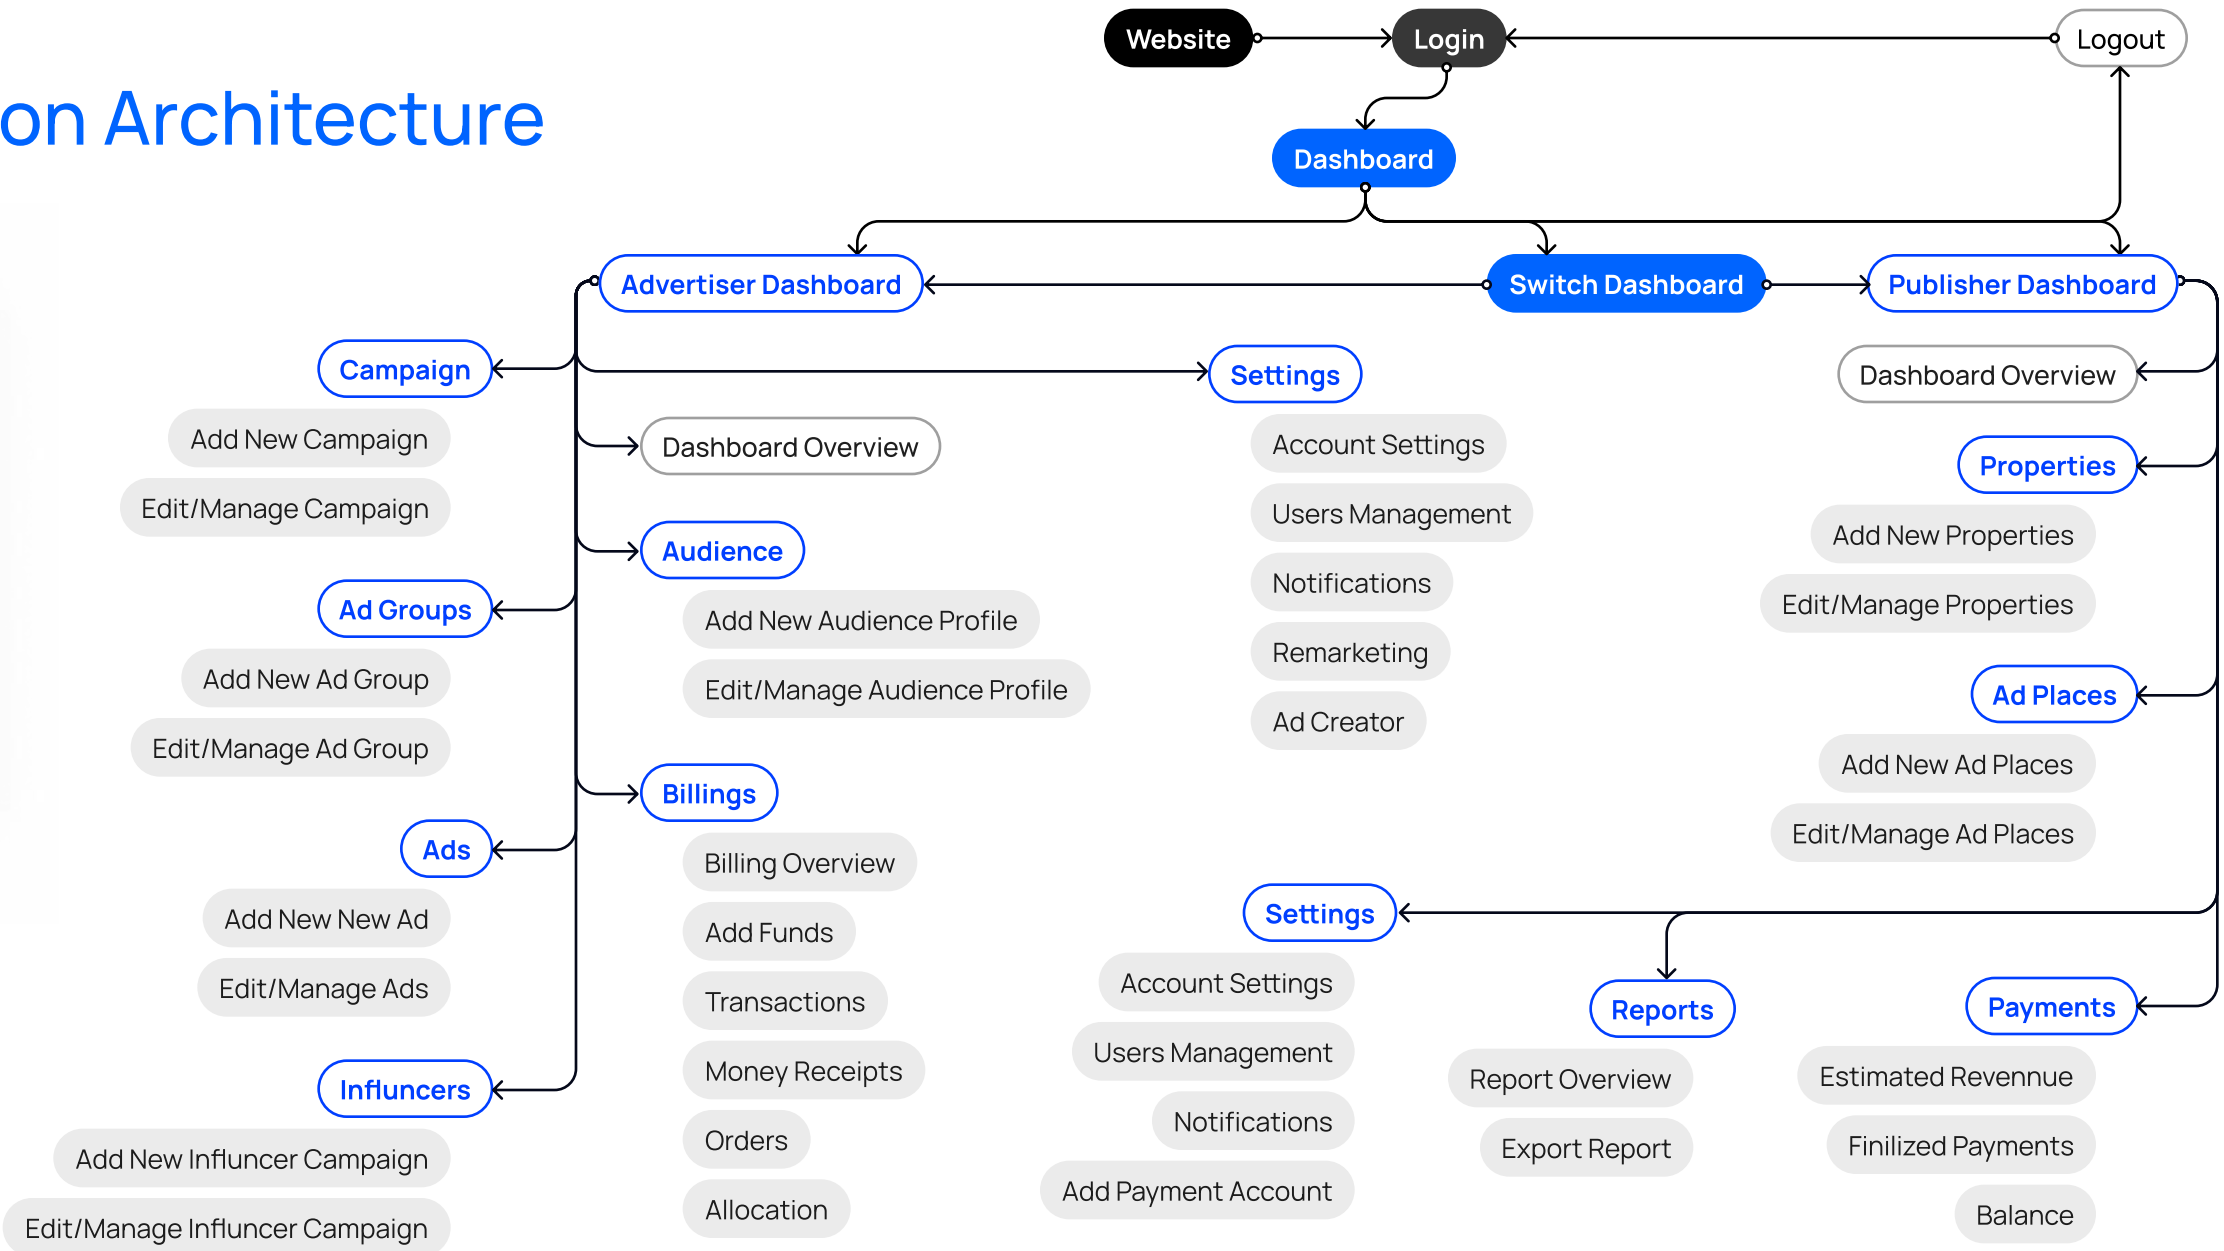 on Architecture
Website
Login
Logout
Dashboard
Advertiser Dashboard
Switch Dashboard
Publisher Dashboard
Campaign
Add New Campaign
Edit/Manage Campaign
Ad Groups
Add New Ad Group
Edit/Manage Ad Group
Ads
Add New New Ad
Edit/Manage Ads
Influncers
Add New Influncer Campaign
Edit/Manage Influncer Campaign
Dashboard Overview
Audience
Add New Audience Profile
Edit/Manage Audience Profile
Billings
Billing Overview
Add Funds
Transactions
Money Receipts
Orders
Allocation
Settings
Account Settings
Users Management
Notifications
Remarketing
Ad Creator
Dashboard Overview
Properties
Add New Properties
Edit/Manage Properties
Ad Places
Add New Ad Places
Edit/Manage Ad Places
Settings
Account Settings
Users Management
Notifications
Add Payment Account
Reports
Report Overview
Export Report
Payments
Estimated Revennue
Finilized Payments
Balance